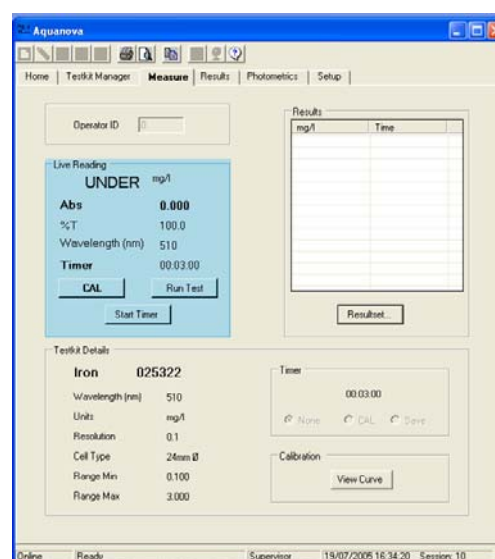 Aquanova
Home Testkit Manager Measure Results Photometrics Setup
Operator ID 0
Results
mg/l Time
Live Reading
UNDER mg/l
Abs 0.000
%T 100.0
Wavelength (nm) 510
Timer 00:03:00
CAL Run Test
Start Timer
Resultset...
Testkit Details
Iron 025322
Wavelength (nm) 510
Units mg/l
Resolution 0.1
Cell Type 24mm Ø
Range Min 0.100
Range Max 3.000
Timer
00:03:00
None CAL Save
Calibration
View Curve
Online Ready Supervisor 19/07/2005 16:34:20 Session: 10